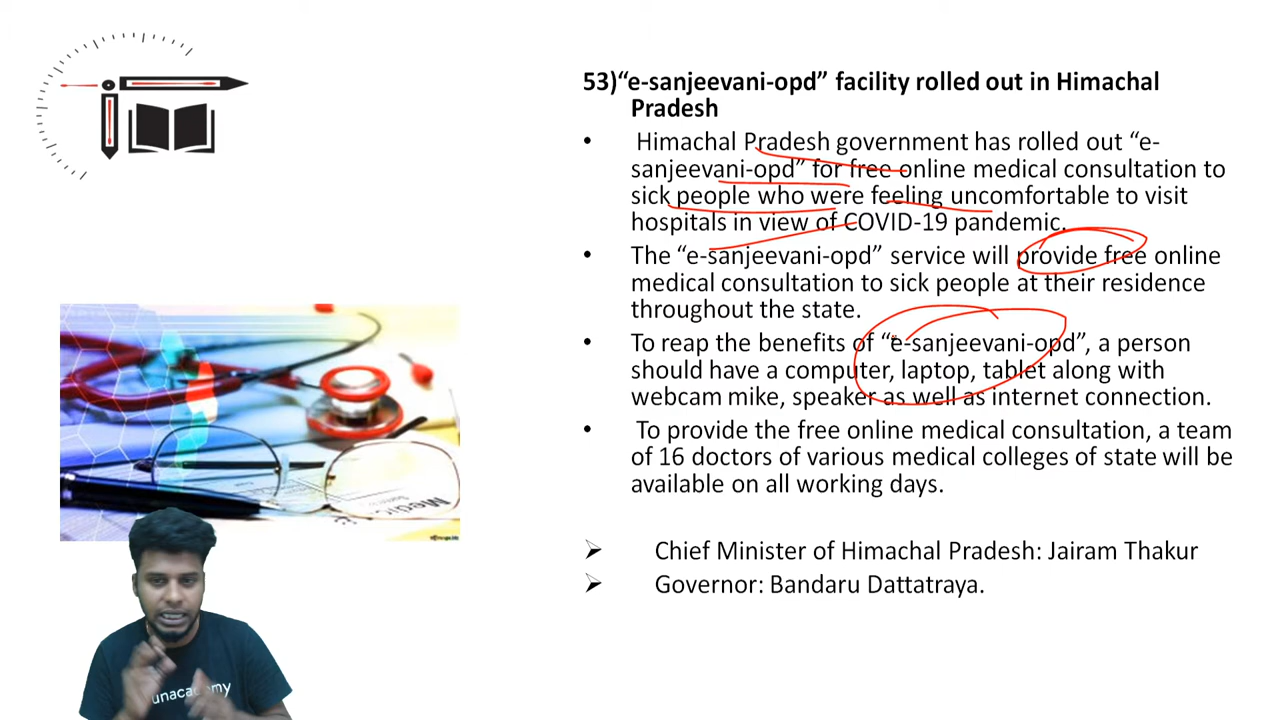 53)“e-sanjeevani-opd” facility rolled out in Himachal
Pradesh
• Himachal Pradesh government has rolled out “e-
sanjeevani-opd” for free online medical consultation to
sick people who were feeling uncomfortable to visit
hospitals in view of COVID-19 pandemic.
• The “e-sanjeevani-opd” service will provide free online
medical consultation to sick people at their residence
throughout the state.
• To reap the benefits of “e-sanjeevani-opd”, a person
should have a computer, laptop, tablet along with
webcam mike, speaker as well as internet connection.
• To provide the free online medical consultation, a team
of 16 doctors of various medical colleges of state will be
available on all working days.
➢ Chief Minister of Himachal Pradesh: Jairam Thakur
➢ Governor: Bandaru Dattatraya.
unacademy